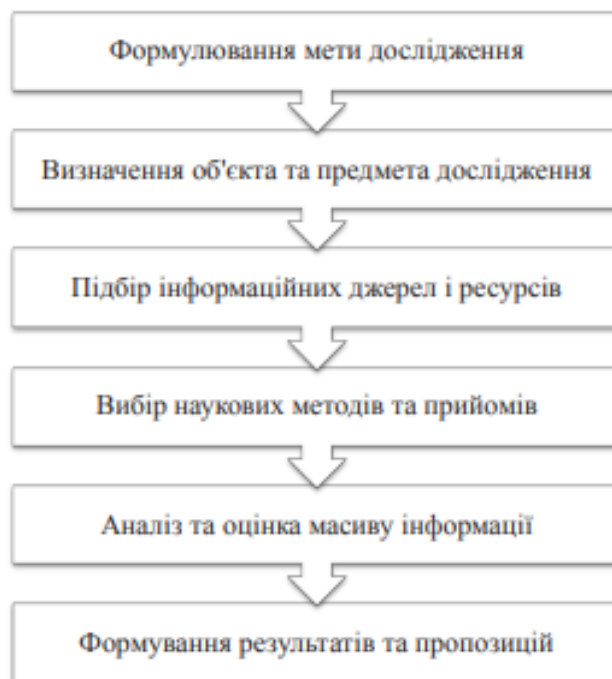 Формулювання мети дослідження
Визначення об'єкта та предмета дослідження
Підбір інформаційних джерел і ресурсів
Вибір наукових методів та прийомів
Аналіз та оцінка масиву інформації
Формування результатів та пропозицій